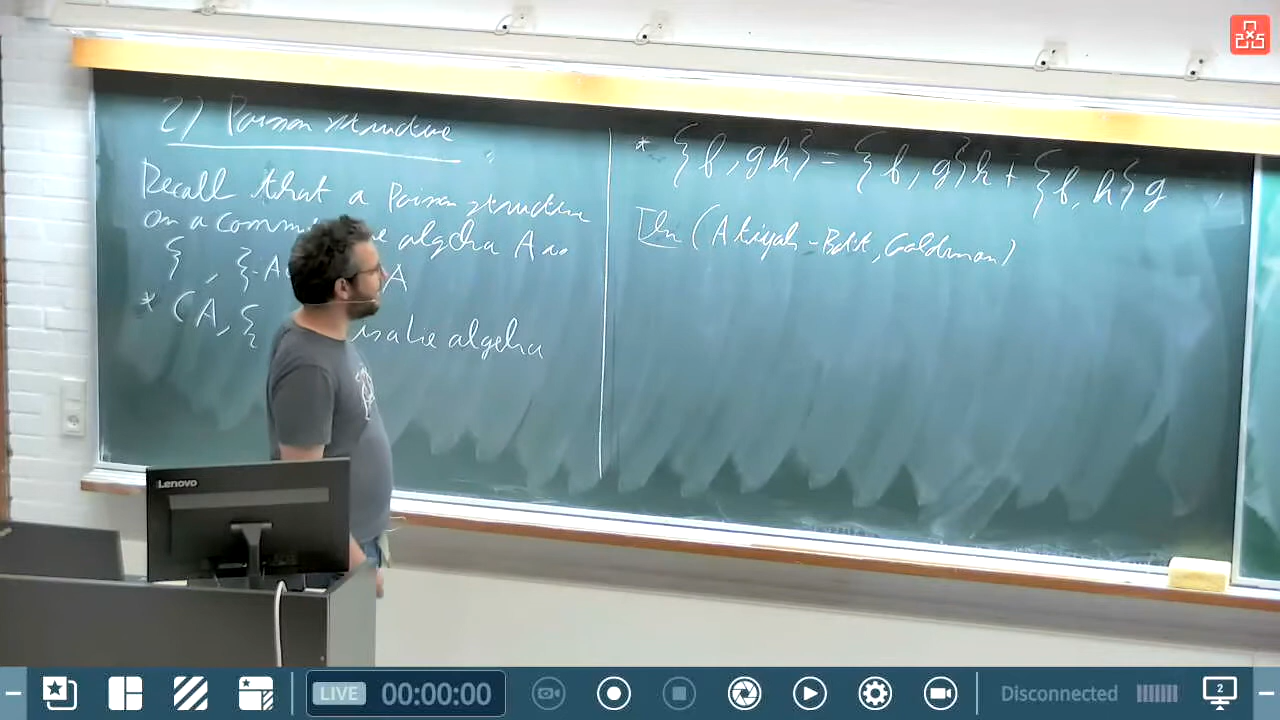 2) Poisson structure
Recall that a Poisson structure
on a comm e algebra A is
{ , } A A
* (A, { is a Lie algebra
* {f, gh} = {f, g}h + {f, h}g
Thm (Atiyah-Bott, Goldman)
Lenovo
LIVE 00:00:00 Disconnected 2